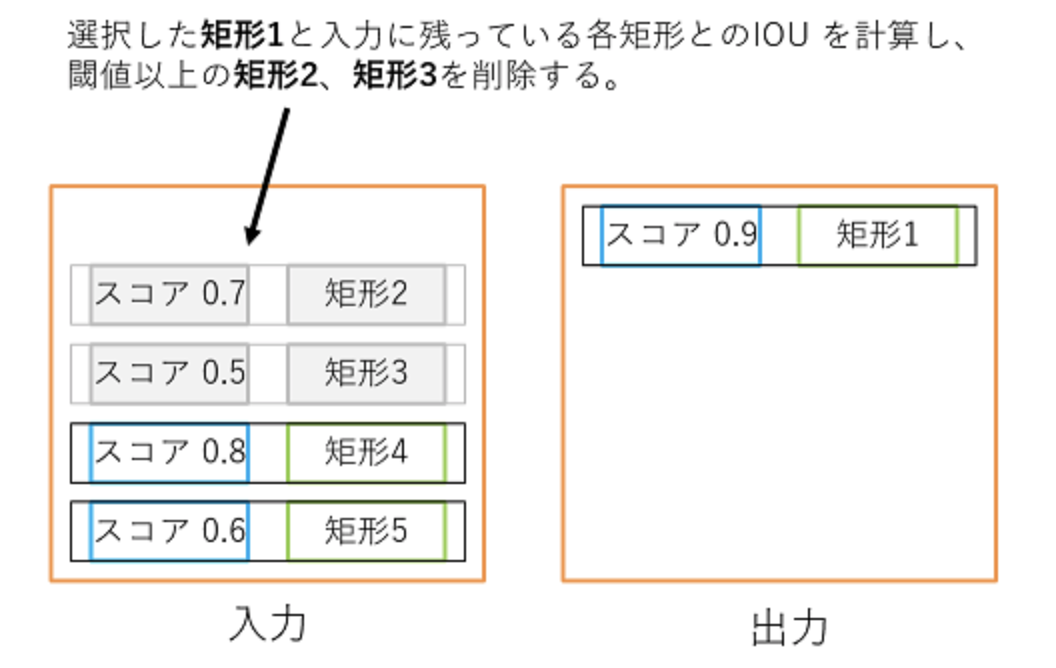 選択した矩形1と入力に残っている各矩形とのIOU を計算し、
閾値以上の矩形2、矩形3を削除する。
スコア 0.7 矩形2
スコア 0.5 矩形3
スコア 0.8 矩形4
スコア 0.6 矩形5
入力
スコア 0.9 矩形1
出力